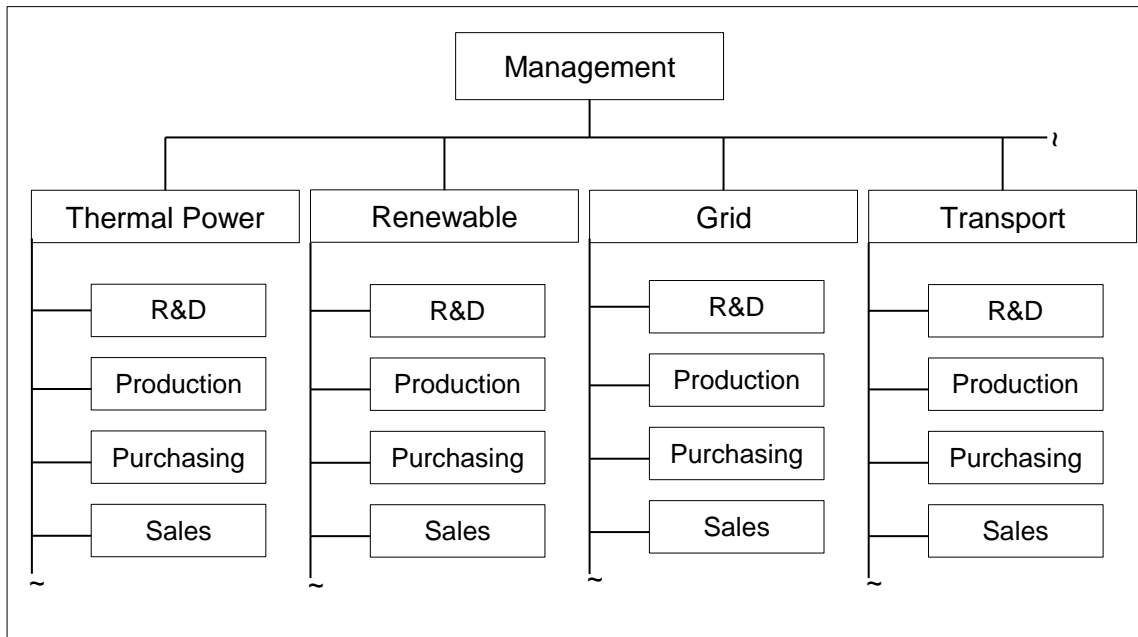 Management
Thermal Power
Renewable
Grid
Transport
R&D
R&D
R&D
R&D
Production
Production
Production
Production
Purchasing
Purchasing
Purchasing
Purchasing
Sales
Sales
Sales
Sales